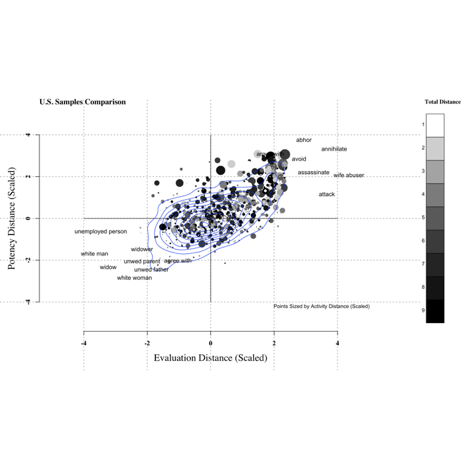 U.S. Samples Comparison
Total Distance
abhor
annihilate
avoid
assassinate
wife abuser
attack
unemployed person
widower
white man
unwed parent
agree with
widow
unwed father
white woman
Points Sized by Activity Distance (Scaled)
Potency Distance (Scaled)
4
2
0
-2
-4
-4
-2
0
2
4
Evaluation Distance (Scaled)
1
2
3
4
5
6
7
8
9